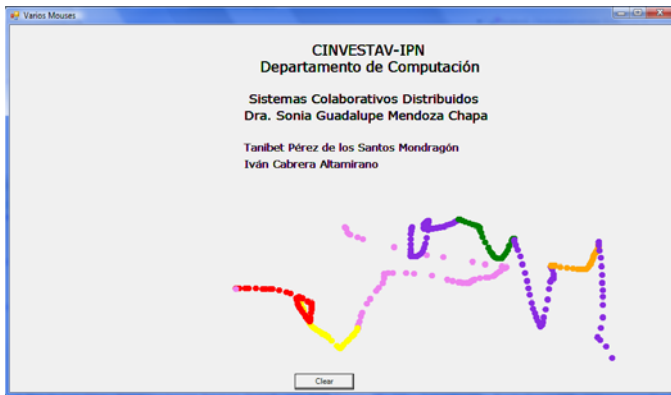 Varios Mouses
CINVESTAV-IPN
Departamento de Computación
Sistemas Colaborativos Distribuidos
Dra. Sonia Guadalupe Mendoza Chapa
Tanibet Pérez de los Santos Mondragón
Iván Cabrera Altamirano
Clear